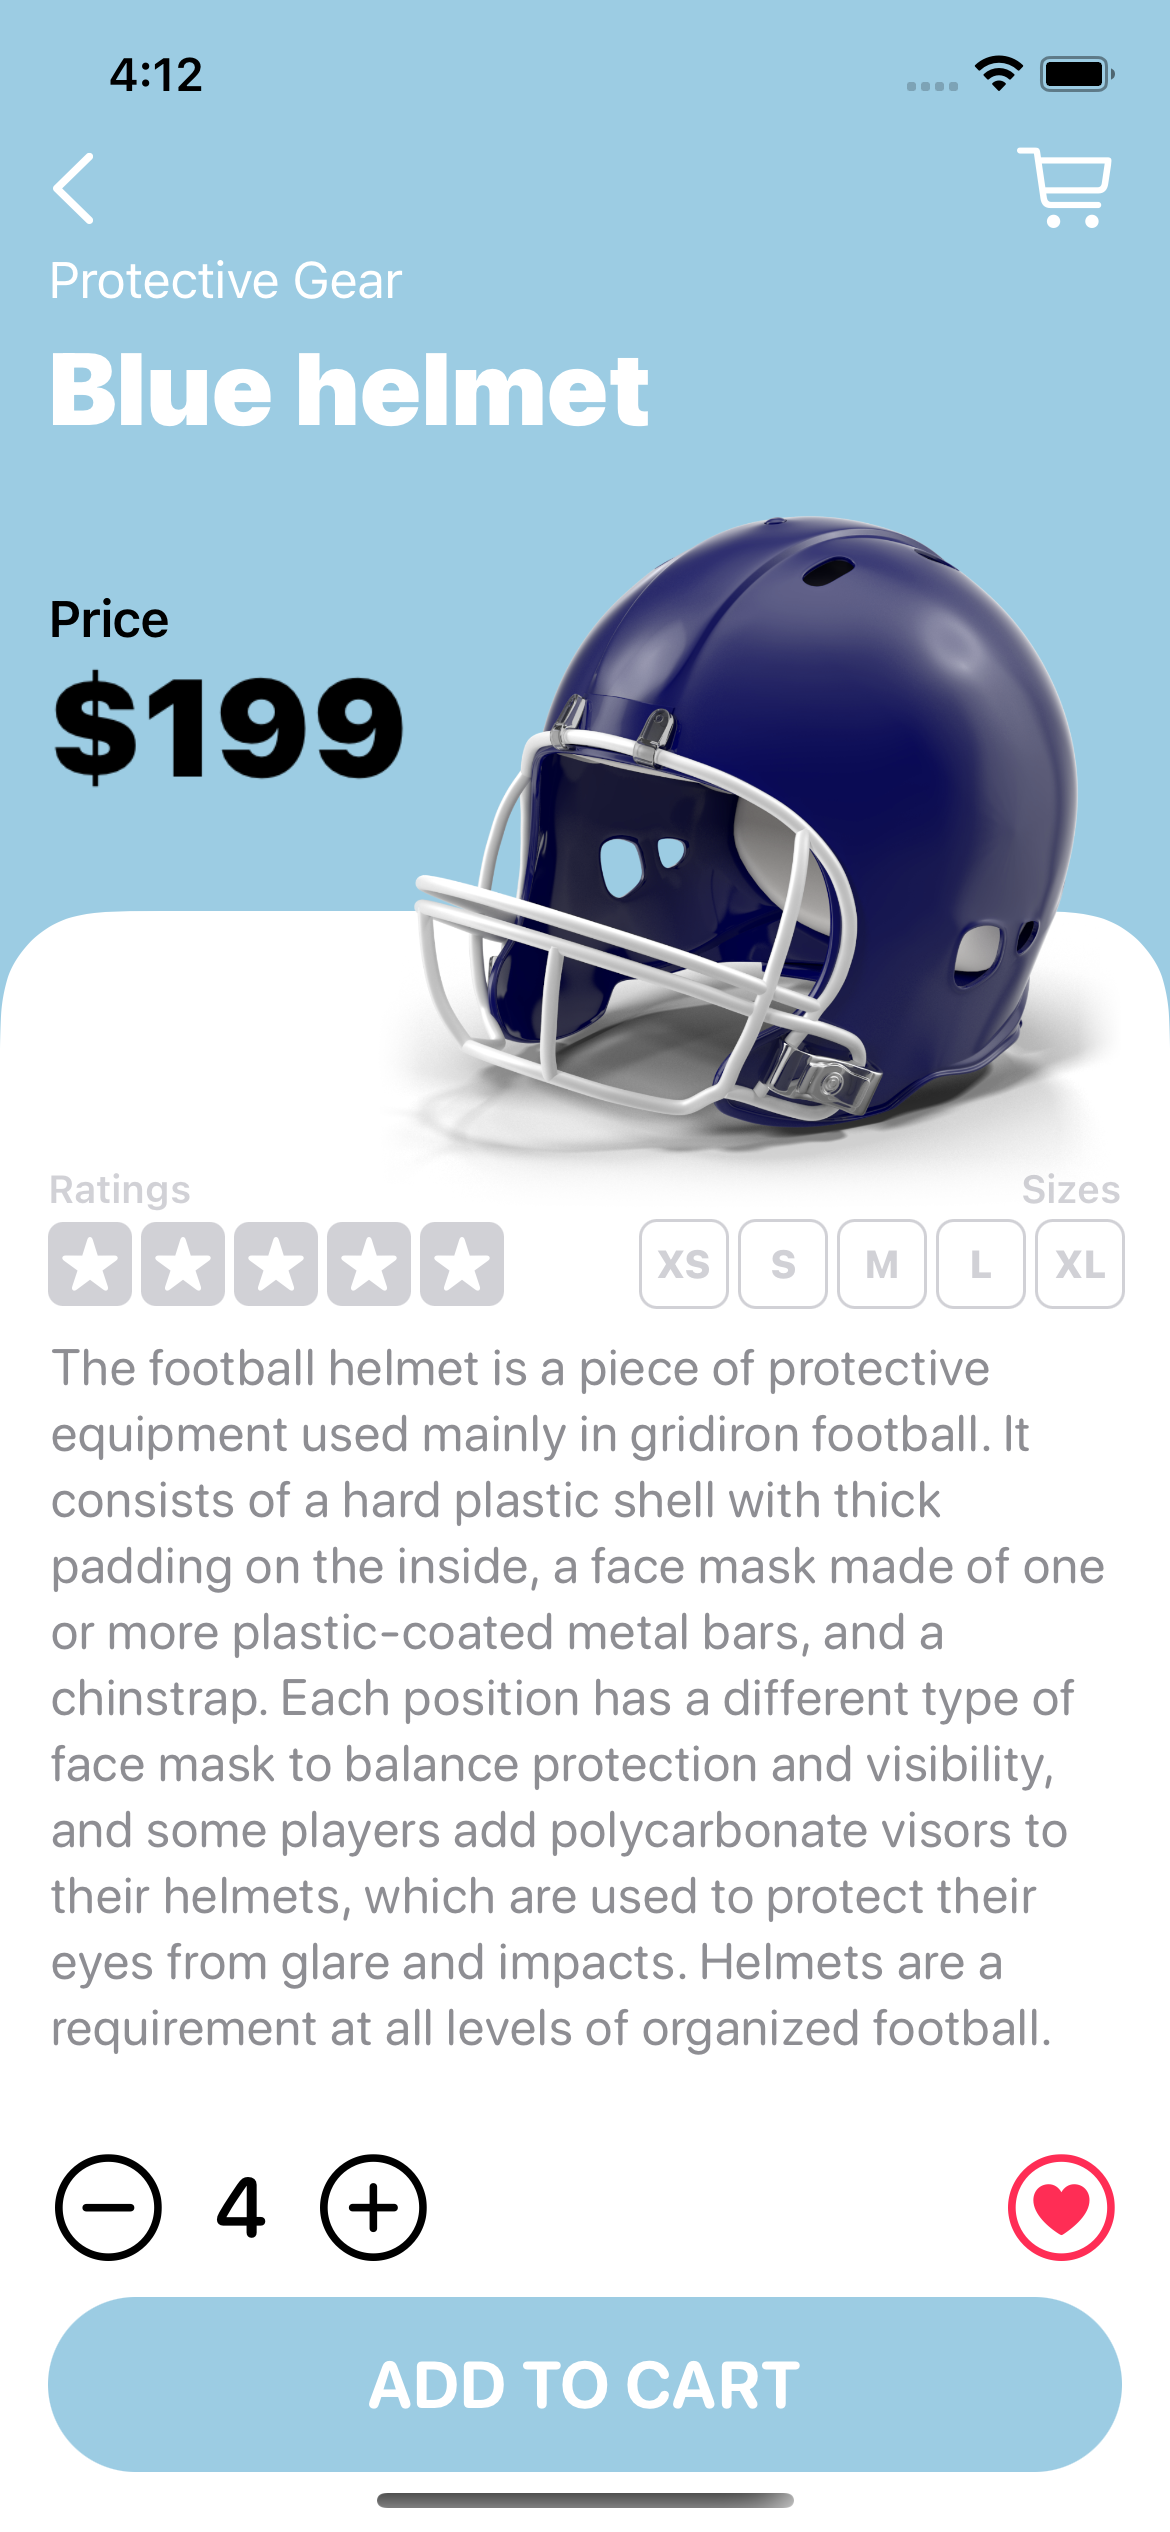 4:12
Protective Gear
Blue helmet
Price
$199
Ratings
Sizes
XS S M L XL
The football helmet is a piece of protective
equipment used mainly in gridiron football. It
consists of a hard plastic shell with thick
padding on the inside, a face mask made of one
or more plastic-coated metal bars, and a
chinstrap. Each position has a different type of
face mask to balance protection and visibility,
and some players add polycarbonate visors to
their helmets, which are used to protect their
eyes from glare and impacts. Helmets are a
requirement at all levels of organized football.
4
ADD TO CART